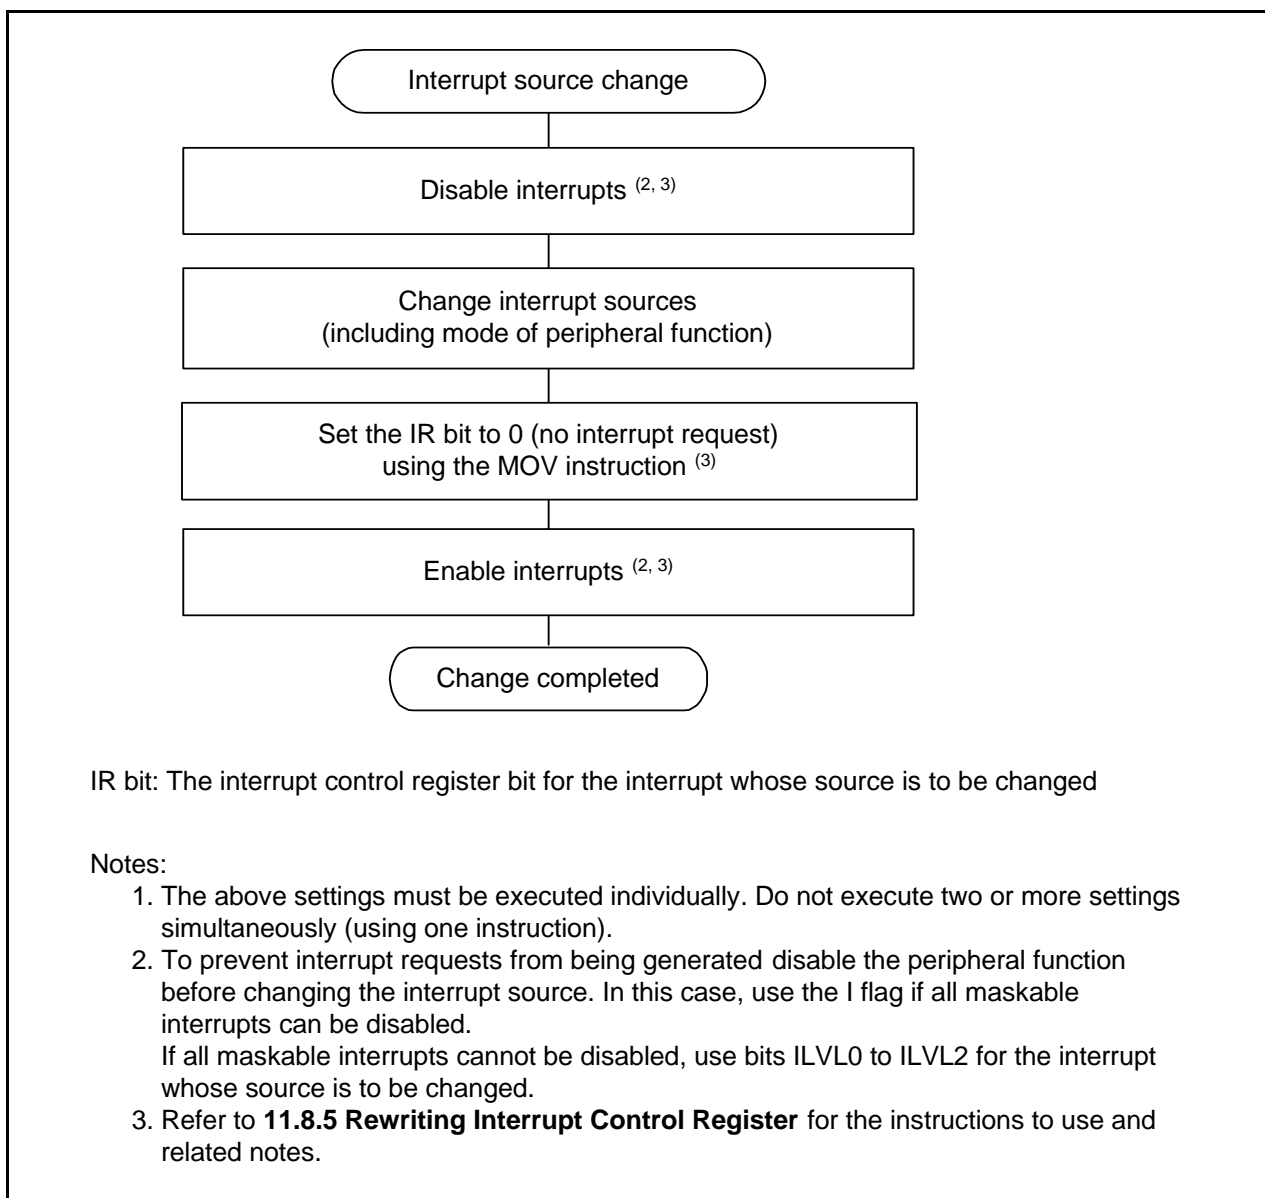 Interrupt source change
Disable interrupts (2, 3)
Change interrupt sources
(including mode of peripheral function)
Set the IR bit to 0 (no interrupt request)
using the MOV instruction (3)
Enable interrupts (2, 3)
Change completed
IR bit: The interrupt control register bit for the interrupt whose source is to be changed
Notes:
1. The above settings must be executed individually. Do not execute two or more settings
simultaneously (using one instruction).
2. To prevent interrupt requests from being generated disable the peripheral function
before changing the interrupt source. In this case, use the I flag if all maskable
interrupts can be disabled.
If all maskable interrupts cannot be disabled, use bits ILVL0 to ILVL2 for the interrupt
whose source is to be changed.
3. Refer to 11.8.5 Rewriting Interrupt Control Register for the instructions to use and
related notes.